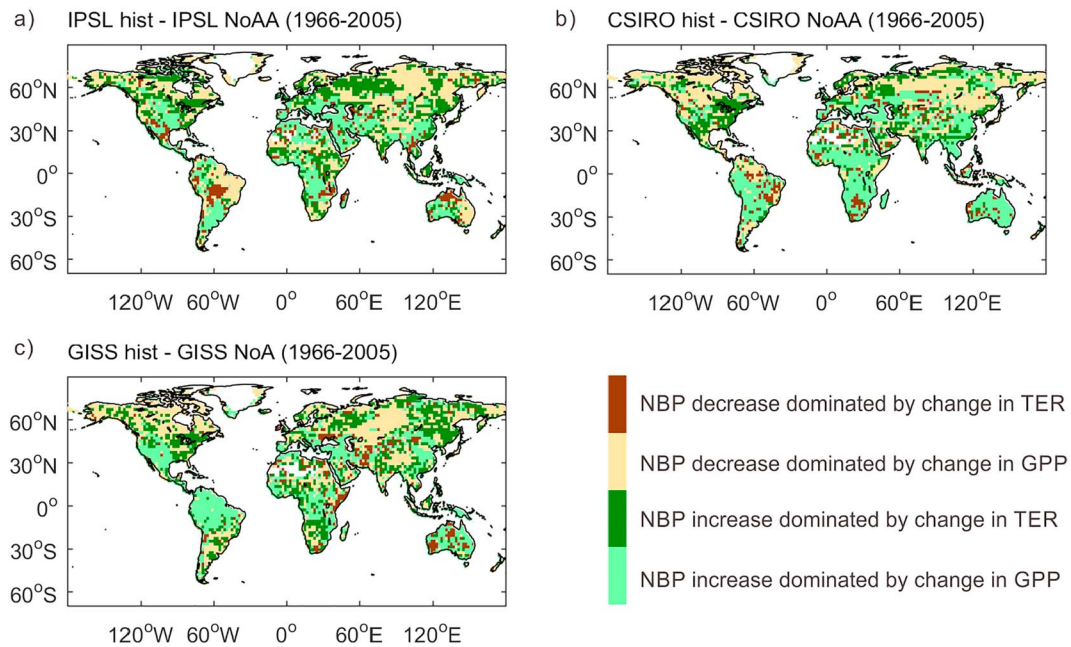 a) IPSL hist - IPSL NoAA (1966-2005)
60°N
30°N
0°
30°S
60°S
120°W 60°W 0° 60°E 120°E
b) CSIRO hist - CSIRO NoAA (1966-2005)
60°N
30°N
0°
30°S
60°S
120°W 60°W 0° 60°E 120°E
c) GISS hist - GISS NoA (1966-2005)
60°N
30°N
0°
30°S
60°S
120°W 60°W 0° 60°E 120°E
NBP decrease dominated by change in TER
NBP decrease dominated by change in GPP
NBP increase dominated by change in TER
NBP increase dominated by change in GPP